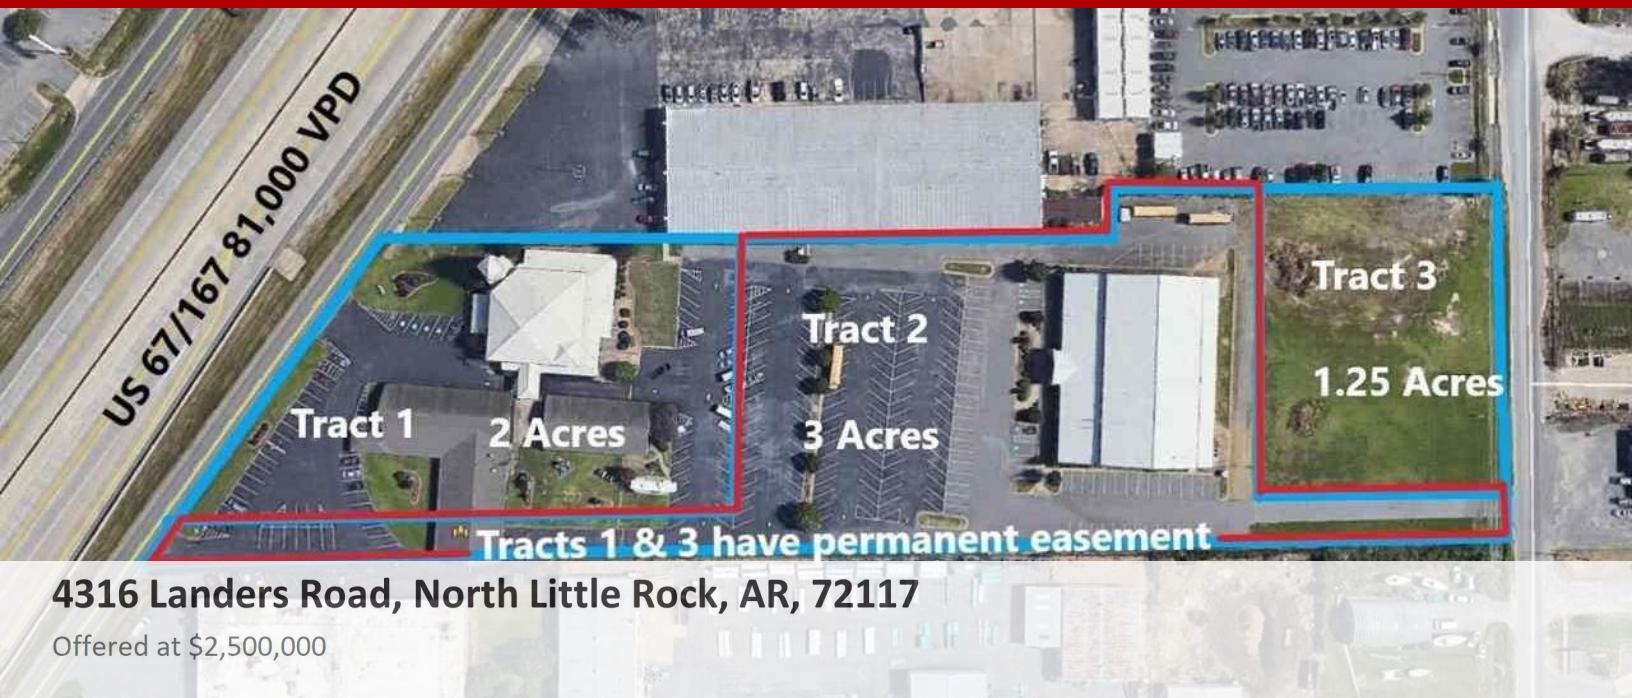 US 67/167 81,000 VPD
Tract 1
2 Acres
Tract 2
3 Acres
Tract 3
1.25 Acres
Tracts 1 & 3 have permanent easement
4316 Landers Road, North Little Rock, AR, 72117
Offered at $2,500,000